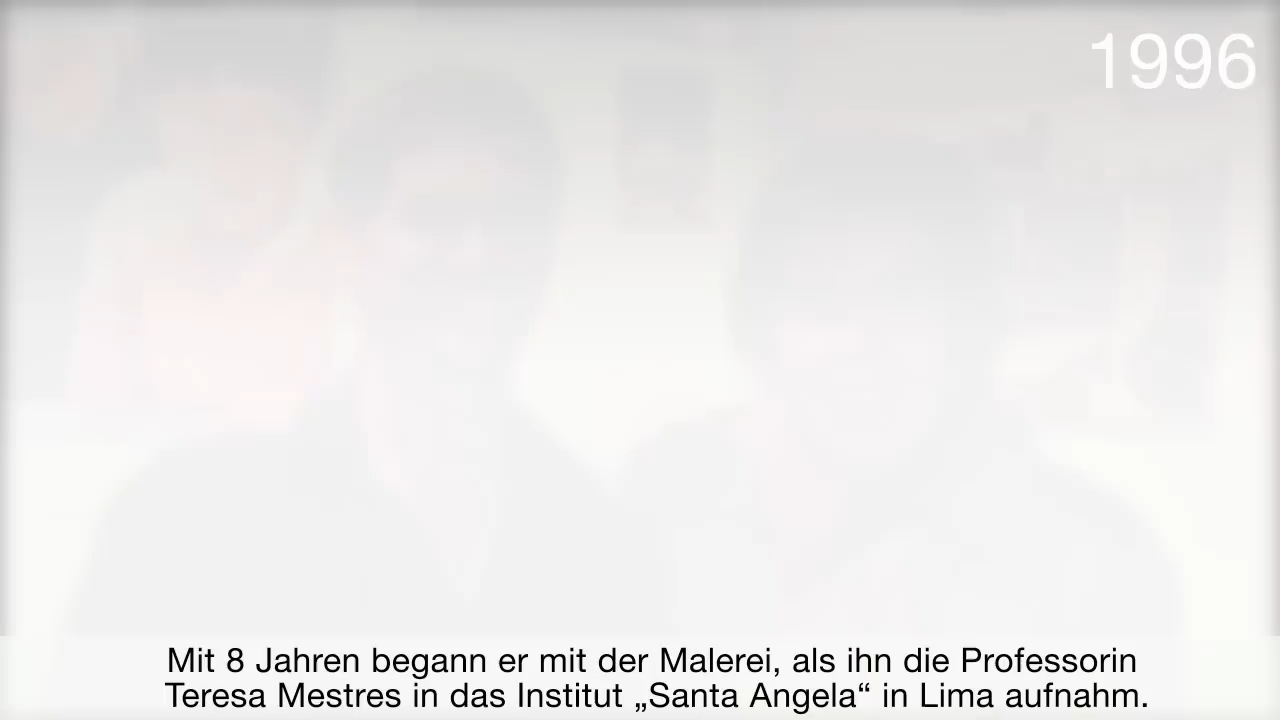 1996
Mit 8 Jahren begann er mit der Malerei, als ihn die Professorin
Teresa Mestres in das Institut „Santa Angela“ in Lima aufnahm.